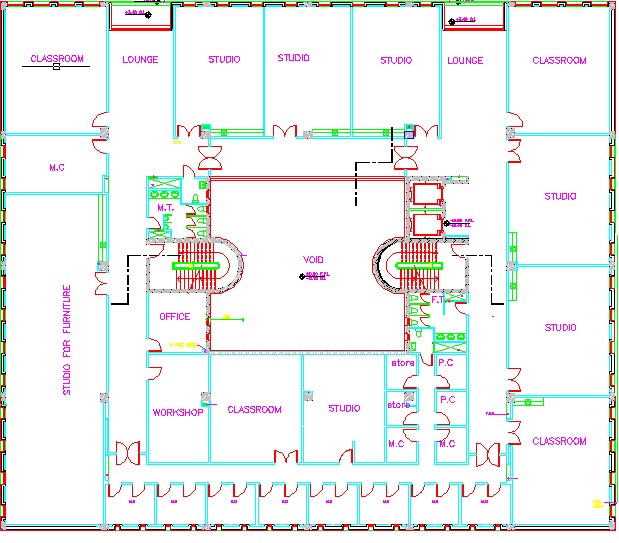 CLASSROOM
LOUNGE
STUDIO
STUDIO
STUDIO
LOUNGE
CLASSROOM
M.C
M.T.
STUDIO
VOID
F.T.
STUDIO FOR FURNITURE
OFFICE
STUDIO
store
P.C
WORKSHOP
CLASSROOM
STUDIO
store
P.C
M.C
M.C
CLASSROOM